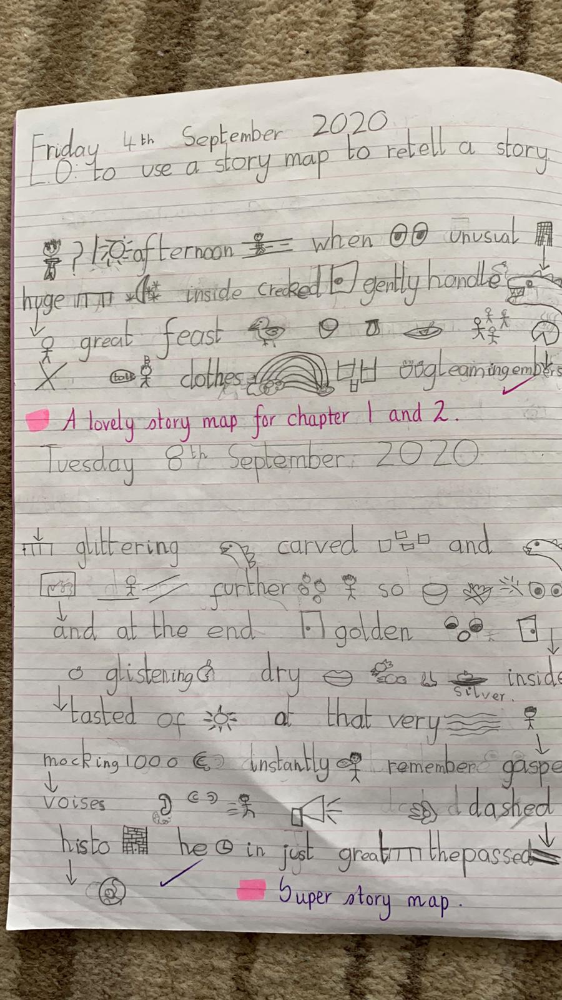 Friday 4th September 2020
L.O: to use a story map to retell a story.
? afternoon when unusual
huge inside crecked gently handle
great feast
clothes gleaming embers
A lovely story map for chapter 1 and 2.
Tuesday 8th September 2020
glittering carved and
further so
and at the end golden
glistening dry inside
silver.
tasted of at that very
mocking 1000 instantly remember gaspe
voises dashed
histo he in just great the passed
Super story map.